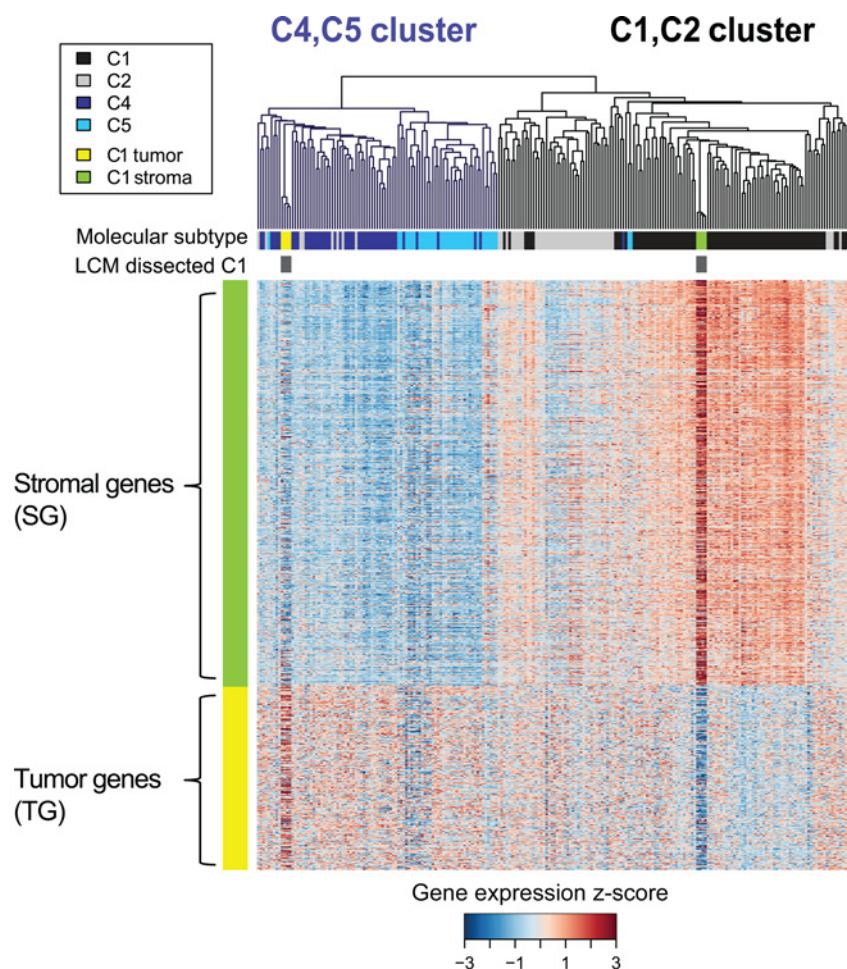 C4,C5 cluster
C1,C2 cluster
C1
C2
C4
C5
C1 tumor
C1 stroma
Molecular subtype
LCM dissected C1
Stromal genes
(SG)
Tumor genes
(TG)
Gene expression z-score
−3 −1 1 3